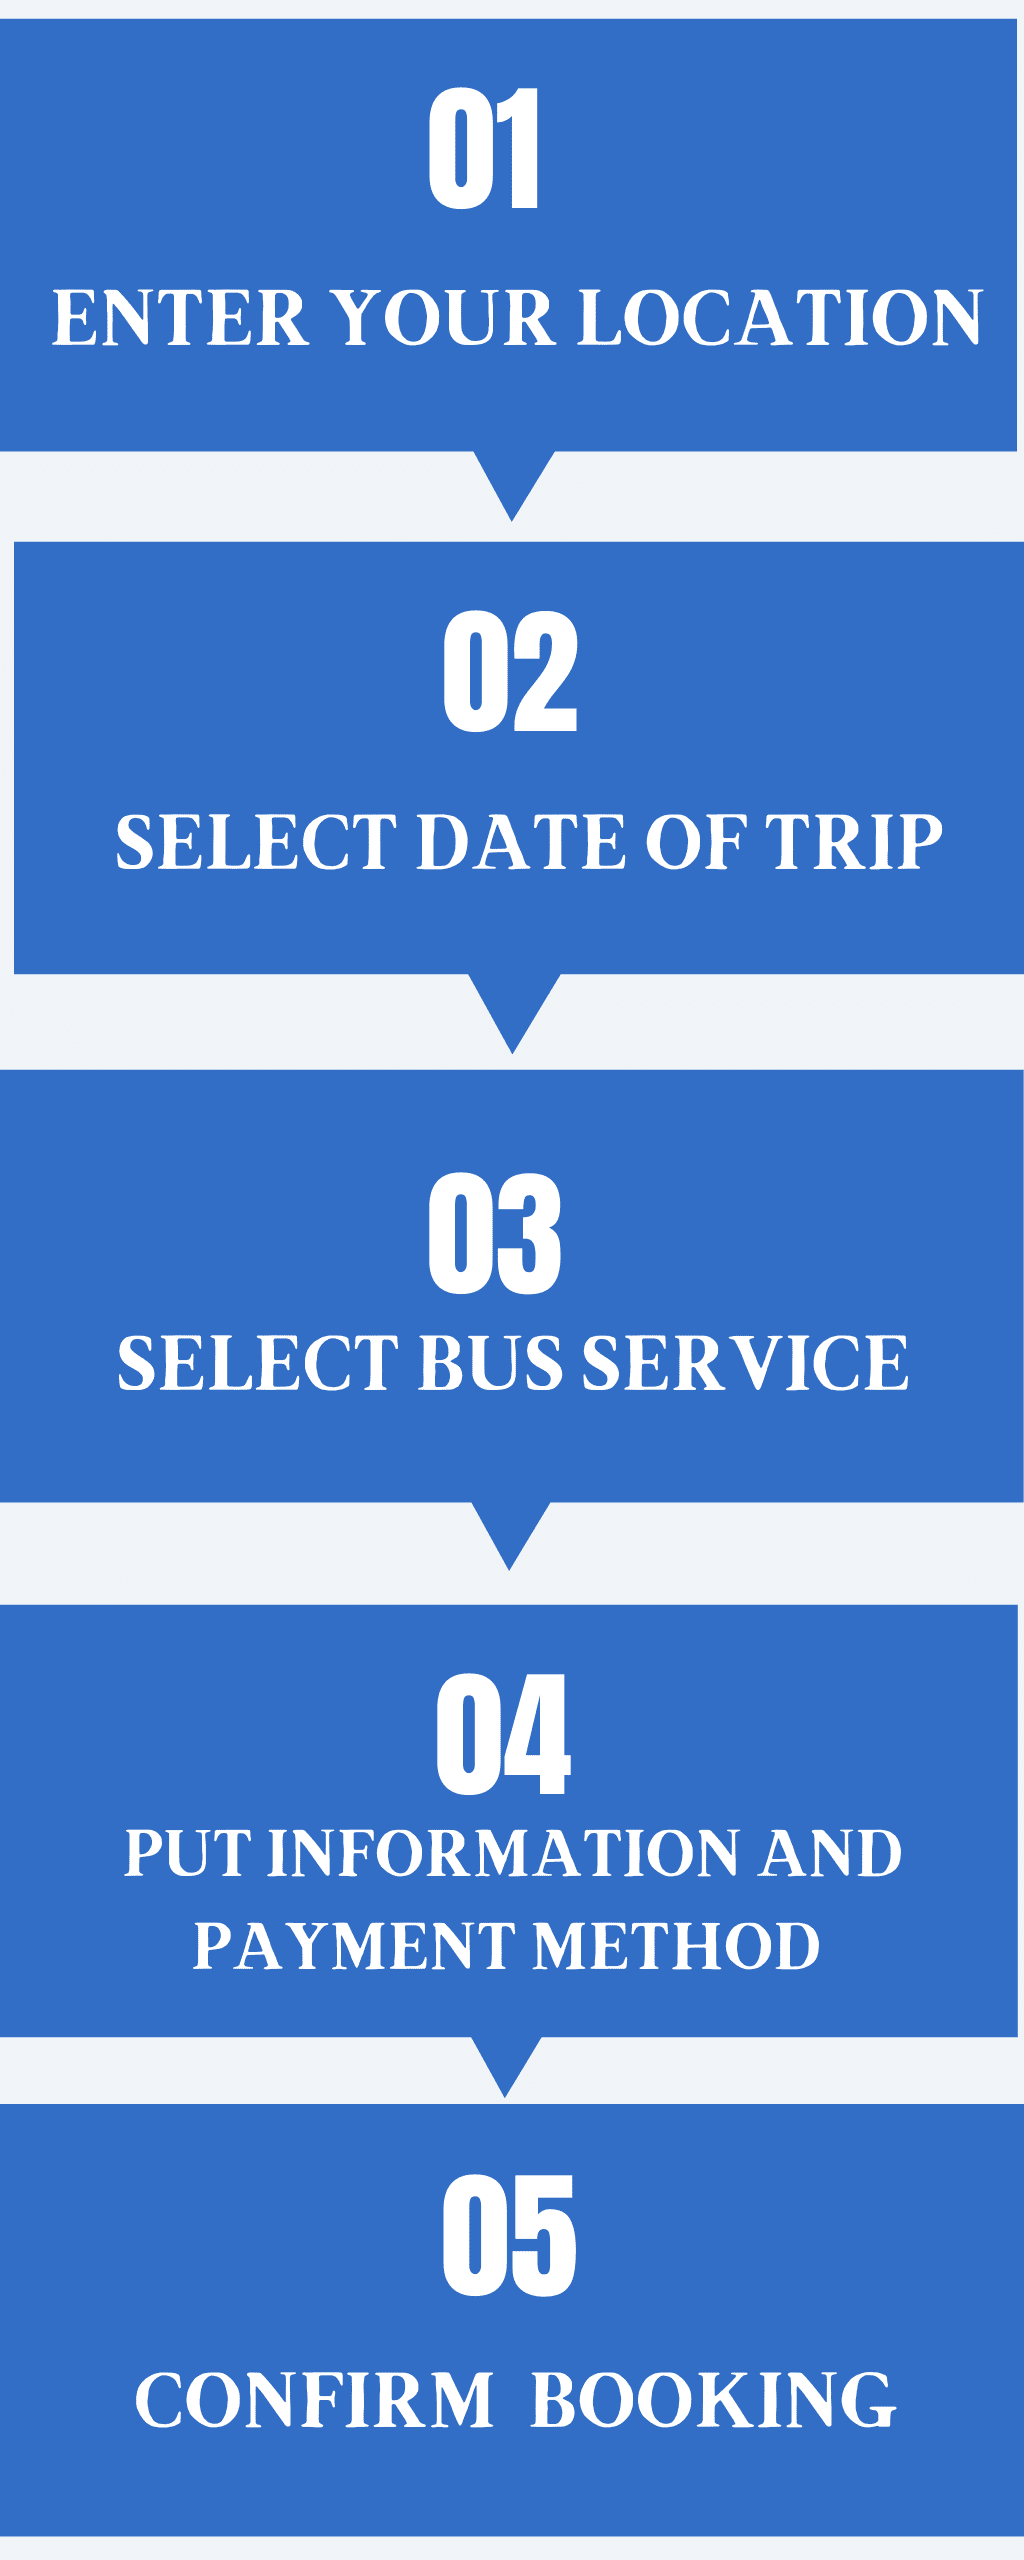 01
ENTER YOUR LOCATION
02
SELECT DATE OF TRIP
03
SELECT BUS SERVICE
04
PUT INFORMATION AND
PAYMENT METHOD
05
CONFIRM BOOKING